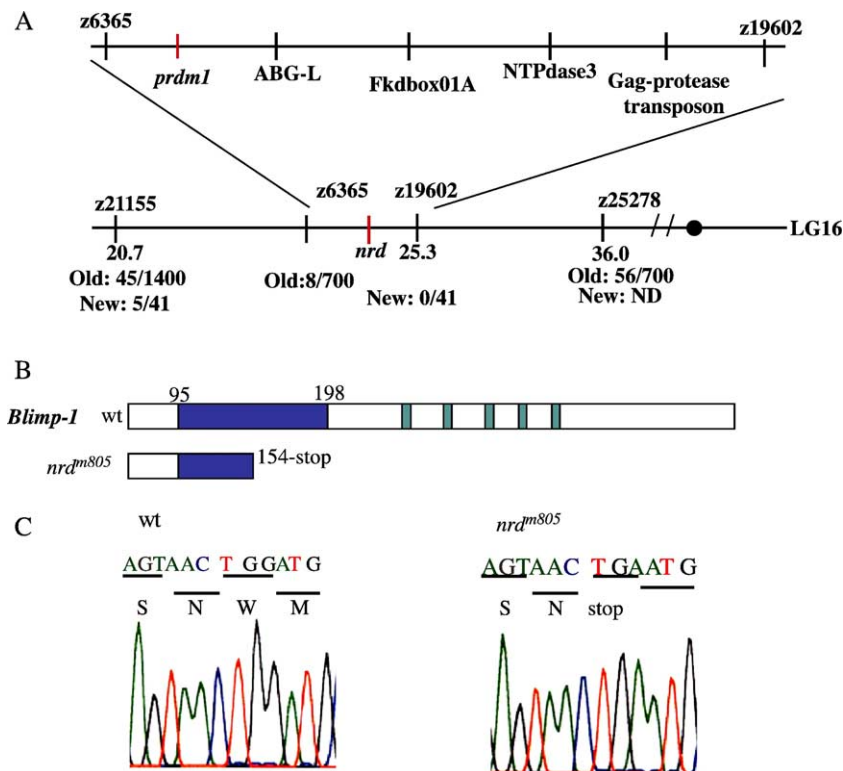 A
z6365
z19602
prdm1
ABG-L
Fkdbox01A
NTPdase3
Gag-protease
transposon
z21155
z6365
z19602
z25278
nrd
LG16
20.7
25.3
36.0
Old: 45/1400
New: 5/41
Old:8/700
New: 0/41
Old: 56/700
New: ND
B
95
198
Blimp-1 wt
nrdm805
154-stop
C
wt
nrdm805
AGTAAC T GGATG
S N W M
AGTAAC TGAATG
S N stop